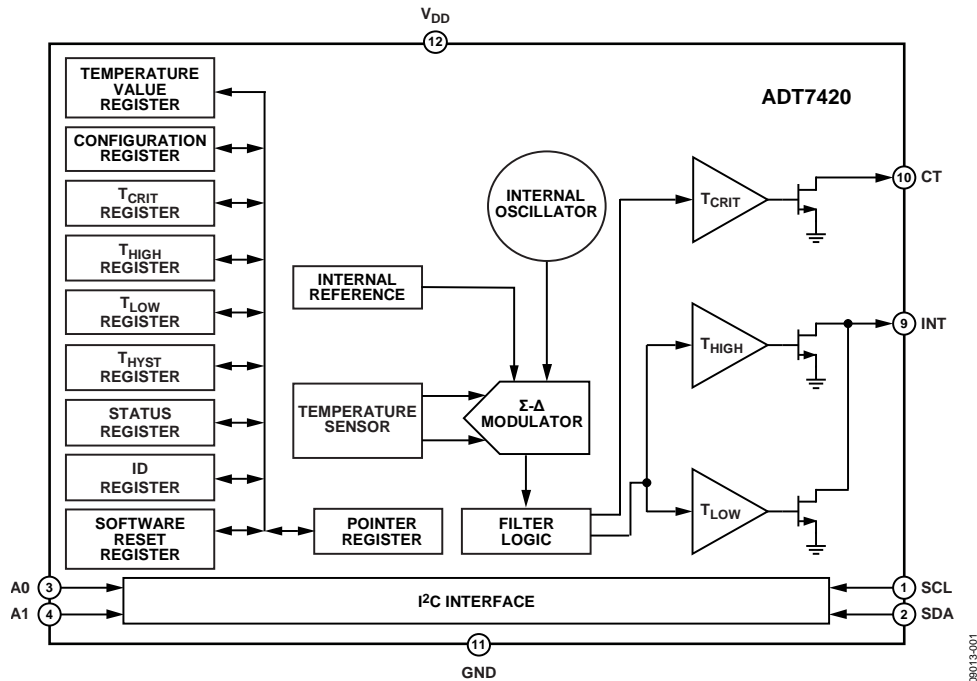 VDD
12
ADT7420
TEMPERATURE
VALUE
REGISTER
CONFIGURATION
REGISTER
TCRIT
REGISTER
THIGH
REGISTER
TLOW
REGISTER
THYST
REGISTER
STATUS
REGISTER
ID
REGISTER
SOFTWARE
RESET
REGISTER
POINTER
REGISTER
INTERNAL
OSCILLATOR
INTERNAL
REFERENCE
TEMPERATURE
SENSOR
Σ-Δ
MODULATOR
FILTER
LOGIC
TCRIT
10 CT
THIGH
9 INT
TLOW
A0 3
A1 4
I2C INTERFACE
1 SCL
2 SDA
11
GND
09013-001